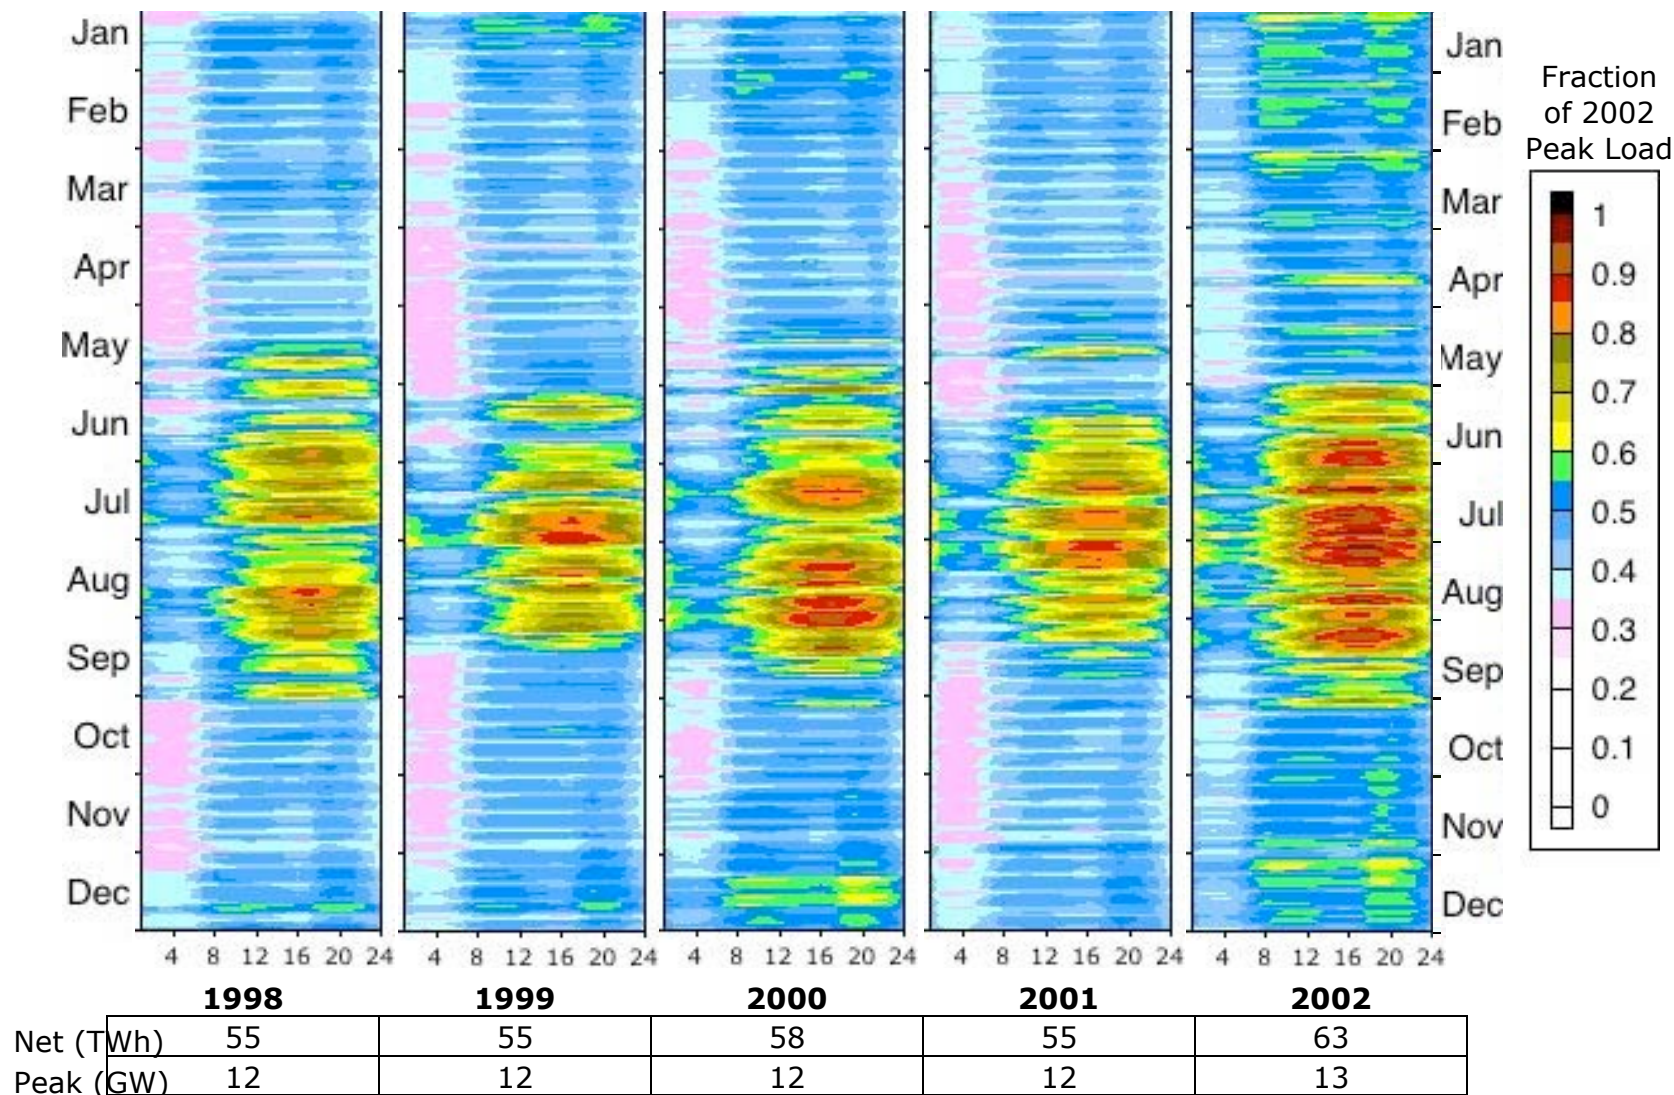 Jan
Feb
Mar
Apr
May
Jun
Jul
Aug
Sep
Oct
Nov
Dec
Jan
Feb
Mar
Apr
May
Jun
Jul
Aug
Sep
Oct
Nov
Dec
Fraction
of 2002
Peak Load
1
0.9
0.8
0.7
0.6
0.5
0.4
0.3
0.2
0.1
0
4 8 12 16 20 24 4 8 12 16 20 24 4 8 12 16 20 24 4 8 12 16 20 24 4 8 12 16 20 24
1998 1999 2000 2001 2002
Net (TWh) 55 55 58 55 63
Peak (GW) 12 12 12 12 13